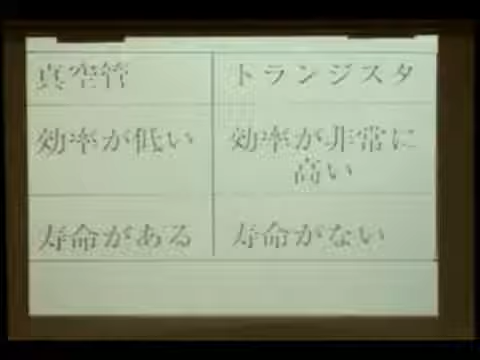 真空管 トランジスタ
効率が低い 効率が非常に
高い
寿命がある 寿命がない